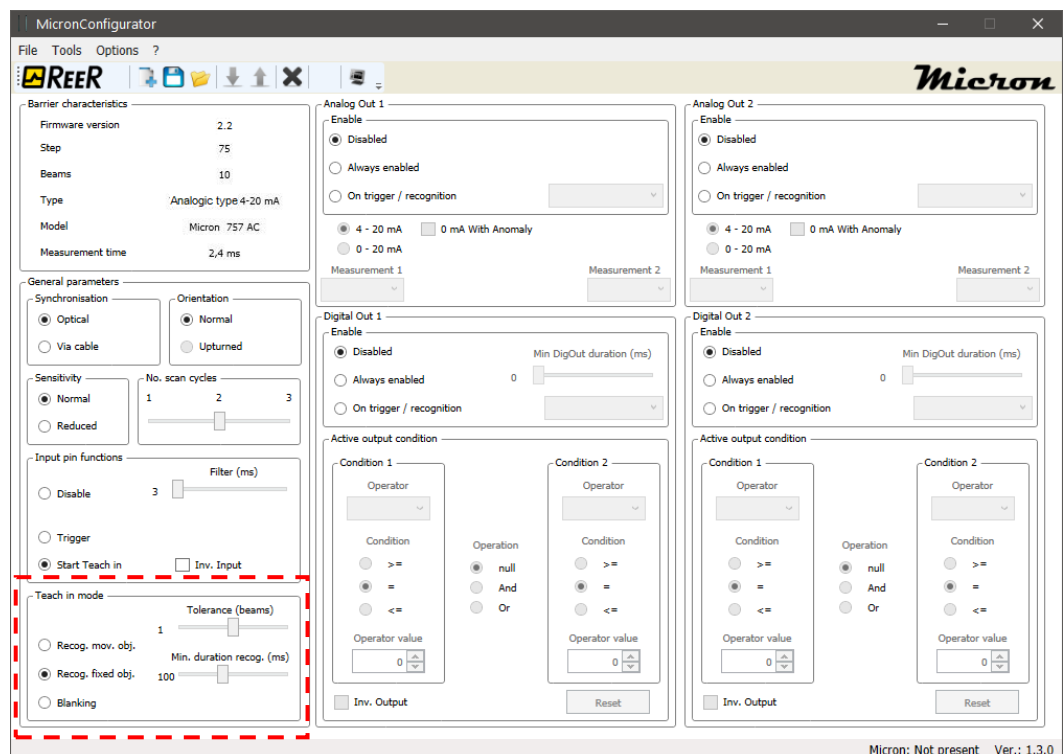 MicronConfigurator
File Tools Options ?
REER
Micron
Barrier characteristics
Firmware version 2.2
Step 75
Beams 10
Type Analogic type 4-20 mA
Model Micron 757 AC
Measurement time 2,4 ms
General parameters
Synchronisation
Optical
Via cable
Orientation
Normal
Upturned
Sensitivity
Normal
Reduced
No. scan cycles
1 2 3
Input pin functions
Filter (ms)
Disable 3
Trigger
Start Teach in Inv. Input
Teach in mode
Tolerance (beams)
1
Recog. mov. obj.
Min. duration recog. (ms)
Recog. fixed obj. 100
Blanking
Analog Out 1
Enable
Disabled
Always enabled
On trigger / recognition
4 - 20 mA 0 mA With Anomaly
0 - 20 mA
Measurement 1 Measurement 2
Digital Out 1
Enable
Disabled Min DigOut duration (ms)
Always enabled 0
On trigger / recognition
Active output condition
Condition 1
Operator
Condition
>=
=
<=
Operator value
0
Operation
null
And
Or
Condition 2
Operator
Condition
>=
=
<=
Operator value
0
Inv. Output Reset
Analog Out 2
Enable
Disabled
Always enabled
On trigger / recognition
4 - 20 mA 0 mA With Anomaly
0 - 20 mA
Measurement 1 Measurement 2
Digital Out 2
Enable
Disabled Min DigOut duration (ms)
Always enabled 0
On trigger / recognition
Active output condition
Condition 1
Operator
Condition
>=
=
<=
Operator value
0
Operation
null
And
Or
Condition 2
Operator
Condition
>=
=
<=
Operator value
0
Inv. Output Reset
Micron: Not present Ver.: 1.3.0